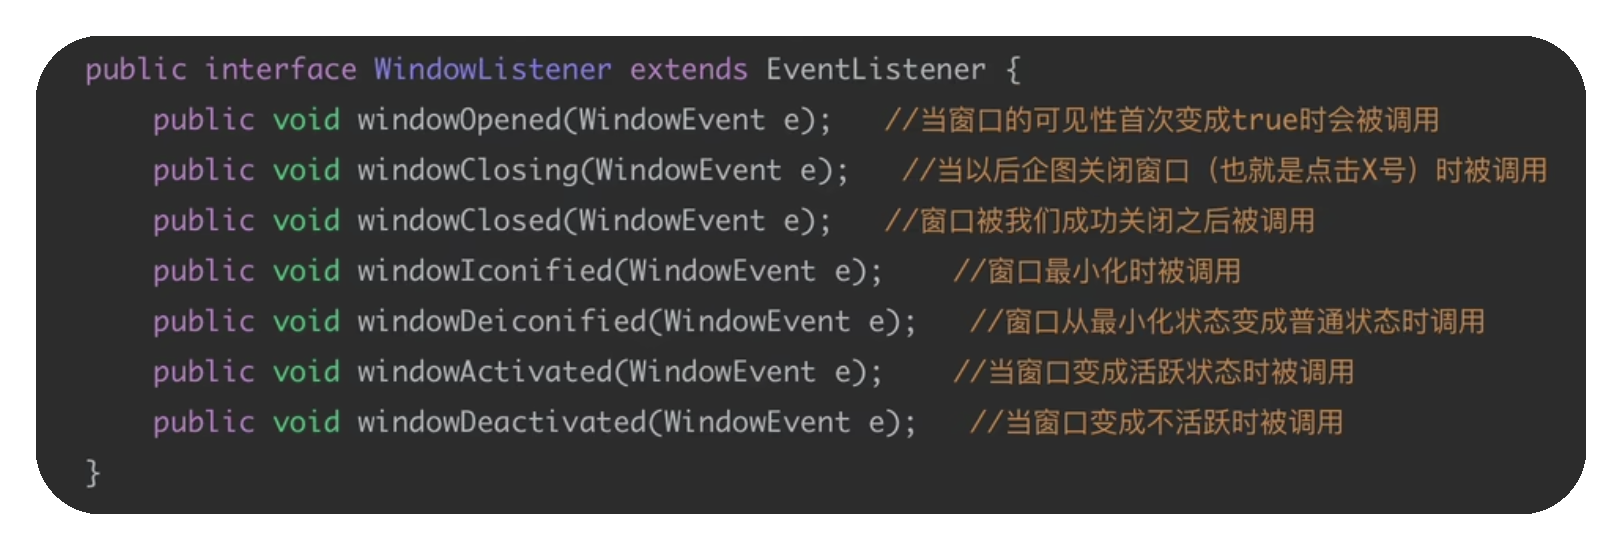 public interface WindowListener extends EventListener {
    public void windowOpened(WindowEvent e);   //当窗口的可见性首次变成true时会被调用
    public void windowClosing(WindowEvent e);   //当以后企图关闭窗口（也就是点击X号）时被调用
    public void windowClosed(WindowEvent e);   //窗口被我们成功关闭之后被调用
    public void windowIconified(WindowEvent e);    //窗口最小化时被调用
    public void windowDeiconified(WindowEvent e);   //窗口从最小化状态变成普通状态时调用
    public void windowActivated(WindowEvent e);    //当窗口变成活跃状态时被调用
    public void windowDeactivated(WindowEvent e);   //当窗口变成不活跃时被调用
}